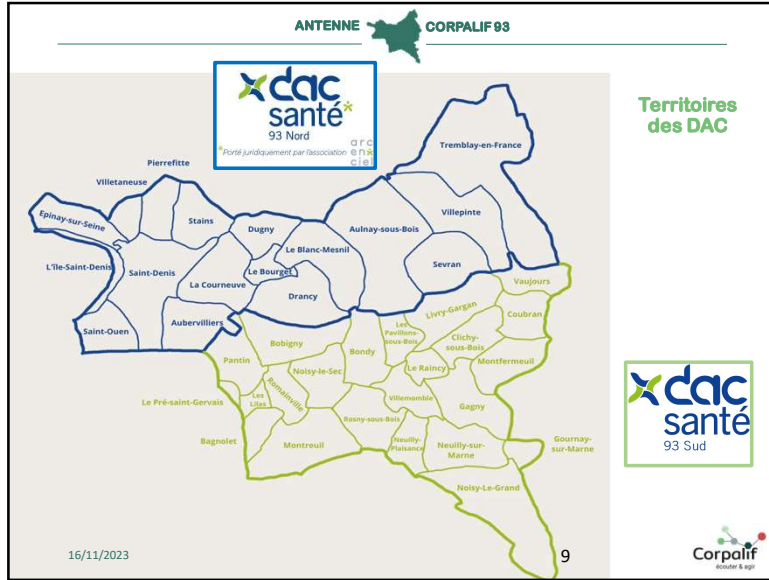 ANTENNE CORPALIF 93
dac
santé*
93 Nord
*Porté juridiquement par l'association
arc
en*
ciel
Territoires
des DAC
Tremblay-en-France
Pierrefitte
Villetaneuse
Epinay-sur-Seine
Stains
Dugny
Villepinte
Aulnay-sous-Bois
Le Blanc-Mesnil
L'île-Saint-Denis
Saint-Denis
Le Bourget
Sevran
La Courneuve
Drancy
Vaujours
Saint-Ouen
Aubervilliers
Livry-Gargan
Coubran
Les
Pavillons-
sous-Bois
Bobigny
Bondy
Clichy-
sous-Bois
Pantin
Noisy-le-Sec
Le Raincy
Montfermeuil
Romainville
Les
Lilas
Villemomble
Le Pré-saint-Gervais
Gagny
Rosny-sous-Bois
Bagnolet
Montreuil
Neuilly-
Plaisance
Neuilly-sur-
Marne
Gournay-
sur-Marne
Noisy-Le-Grand
dac
santé
93 Sud
16/11/2023
9
Corpalif
écouter & agir